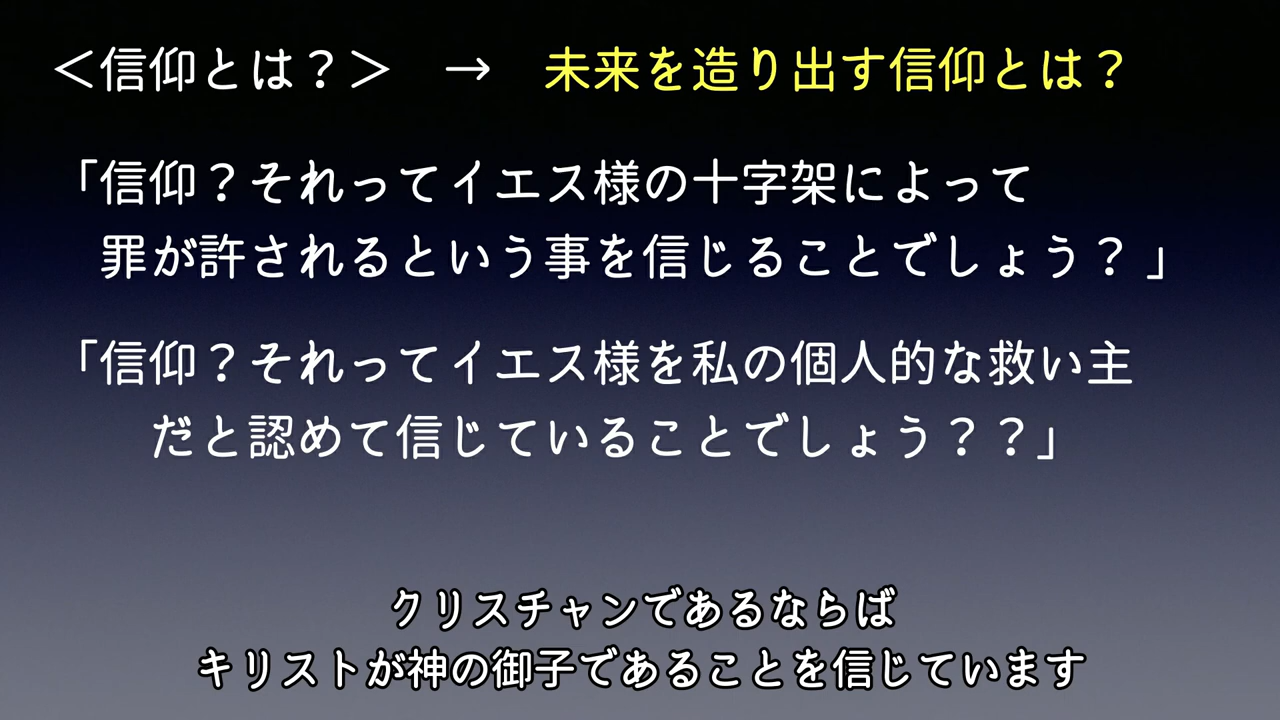 <信仰とは？> → 未来を造り出す信仰とは？
「信仰？それってイエス様の十字架によって
罪が許されるという事を信じることでしょう？」
「信仰？それってイエス様を私の個人的な救い主
だと認めて信じていることでしょう？？」
クリスチャンであるならば
キリストが神の御子であることを信じています